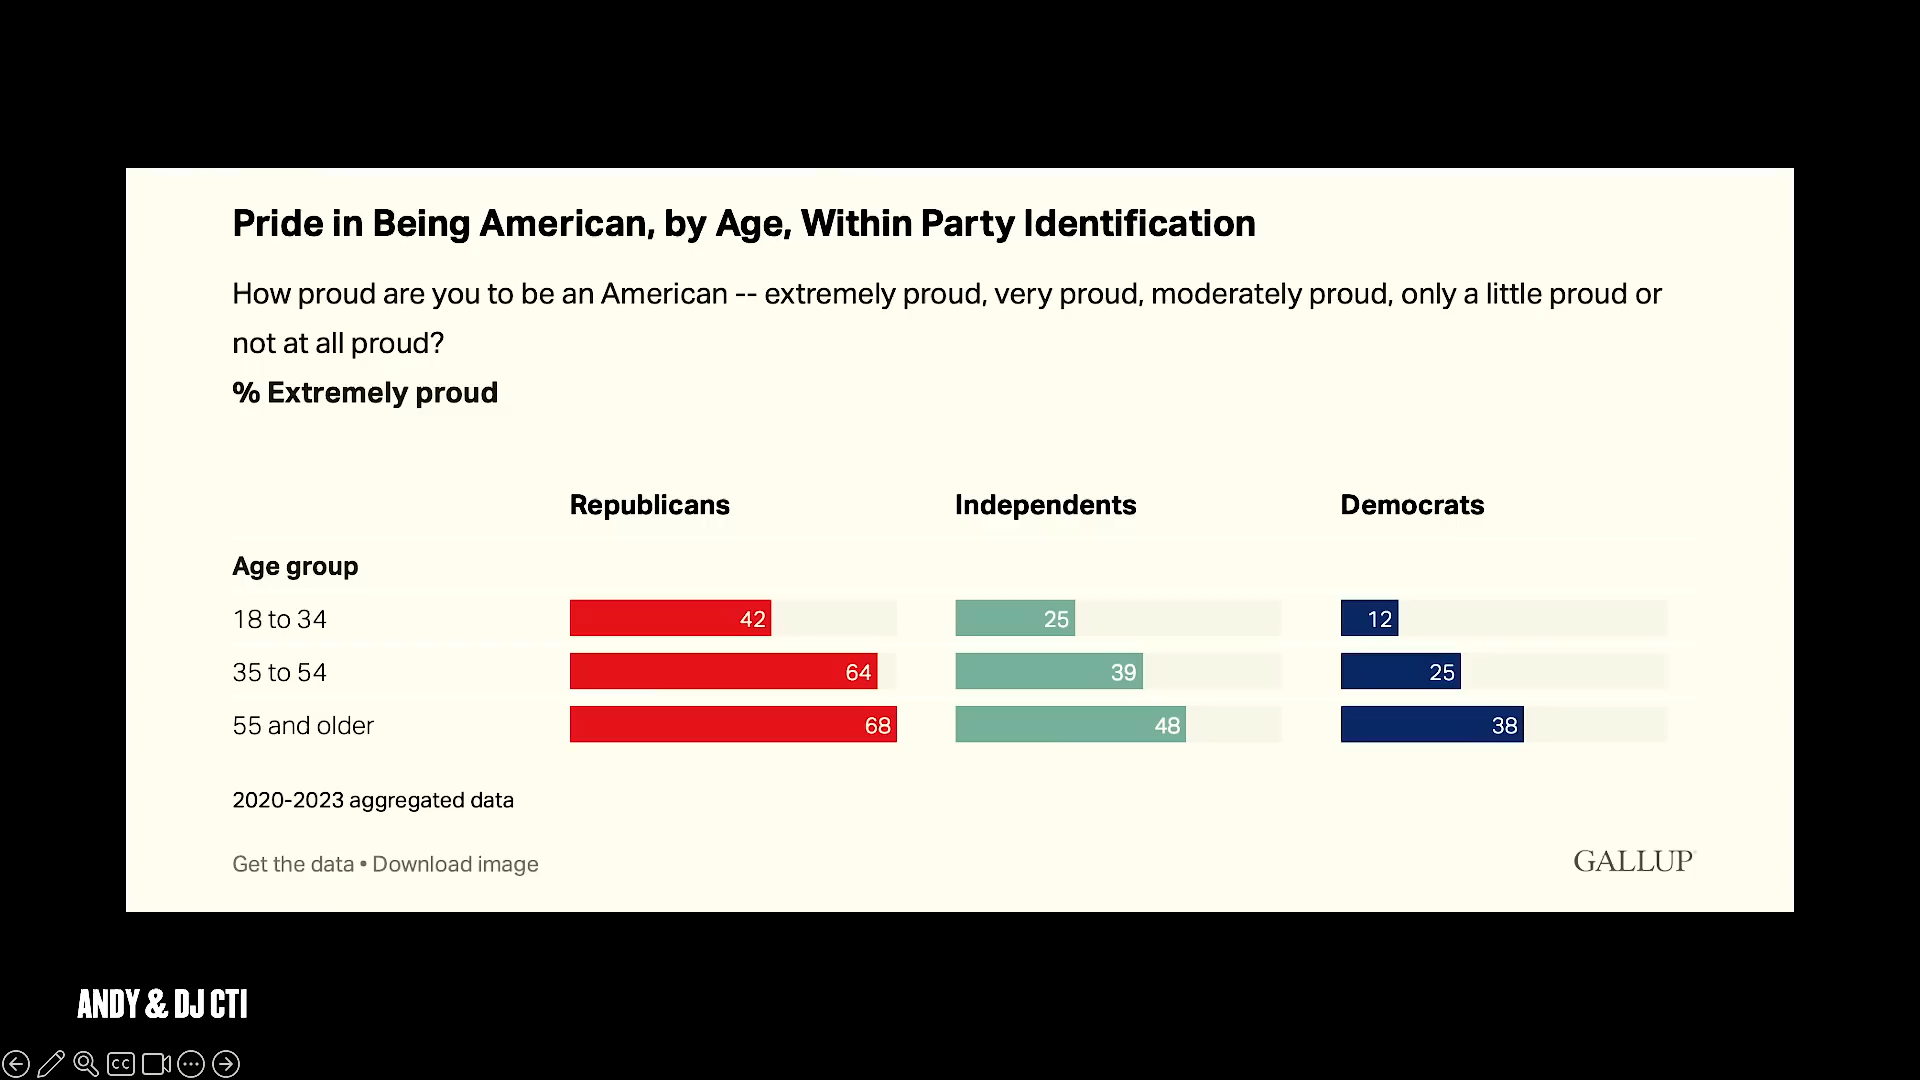 Pride in Being American, by Age, Within Party Identification
How proud are you to be an American -- extremely proud, very proud, moderately proud, only a little proud or
not at all proud?
% Extremely proud
Republicans Independents Democrats
Age group
18 to 34 42 25 12
35 to 54 64 39 25
55 and older 68 48 38
2020-2023 aggregated data
Get the data • Download image
GALLUP
ANDY & DJ CTI
CC